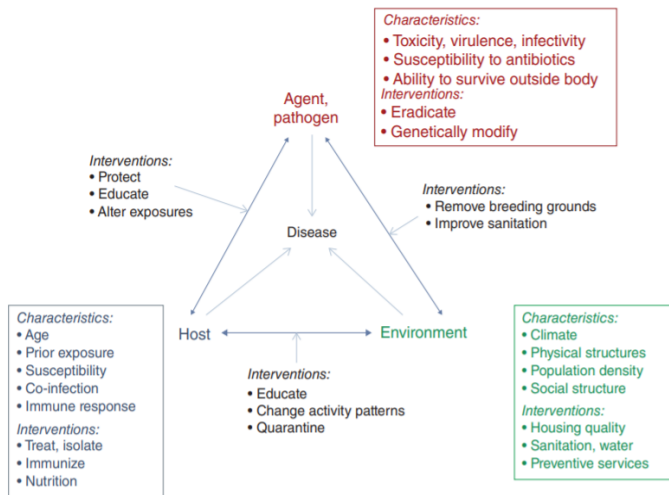 Characteristics:
• Toxicity, virulence, infectivity
• Susceptibility to antibiotics
• Ability to survive outside body
Interventions:
• Eradicate
• Genetically modify
Agent,
pathogen
Interventions:
• Protect
• Educate
• Alter exposures
Interventions:
• Remove breeding grounds
• Improve sanitation
Disease
Characteristics:
• Age
• Prior exposure
• Susceptibility
• Co-infection
• Immune response
Interventions:
• Treat, isolate
• Immunize
• Nutrition
Host
Environment
Interventions:
• Educate
• Change activity patterns
• Quarantine
Characteristics:
• Climate
• Physical structures
• Population density
• Social structure
Interventions:
• Housing quality
• Sanitation, water
• Preventive services